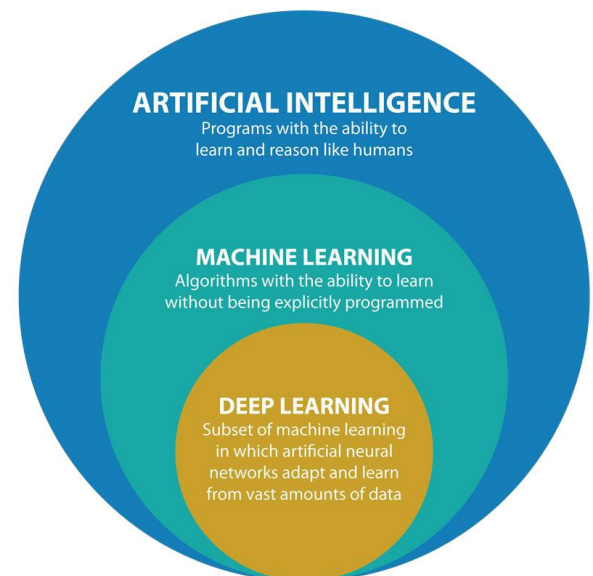 ARTIFICIAL INTELLIGENCE
Programs with the ability to
learn and reason like humans
MACHINE LEARNING
Algorithms with the ability to learn
without being explicitly programmed
DEEP LEARNING
Subset of machine learning
in which artificial neural
networks adapt and learn
from vast amounts of data